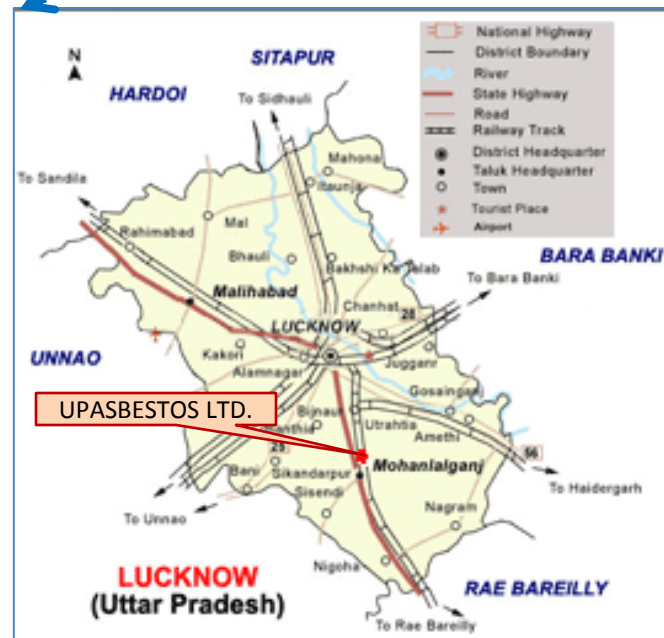 National Highway
District Boundary
River
State Highway
Road
Railway Track
District Headquarter
Taluk Headquarter
Town
Tourist Place
Airport
N
SITAPUR
HARDOI
To Sidhauli
Mahona
Itaunja
To Sandila
Mal
Rahimabad
Bhauli
Bakhshi Ka Telab
BARA BANKI
To Bara Banki
Malihabad
Chanhat
28
LUCKNOW
UNNAO
Kakori
Juggaur
Alamnagar
Gosainganj
UPASBESTOS LTD.
Bijnaur
Utrahtia
Amethi
Banthia
25
56
Mohanlalganj
Bani
Sikandarpur
To Haidergarh
Sisendi
To Unnao
Nagram
Nigoha
LUCKNOW
(Uttar Pradesh)
RAE BAREILLY
To Rae Bareilly